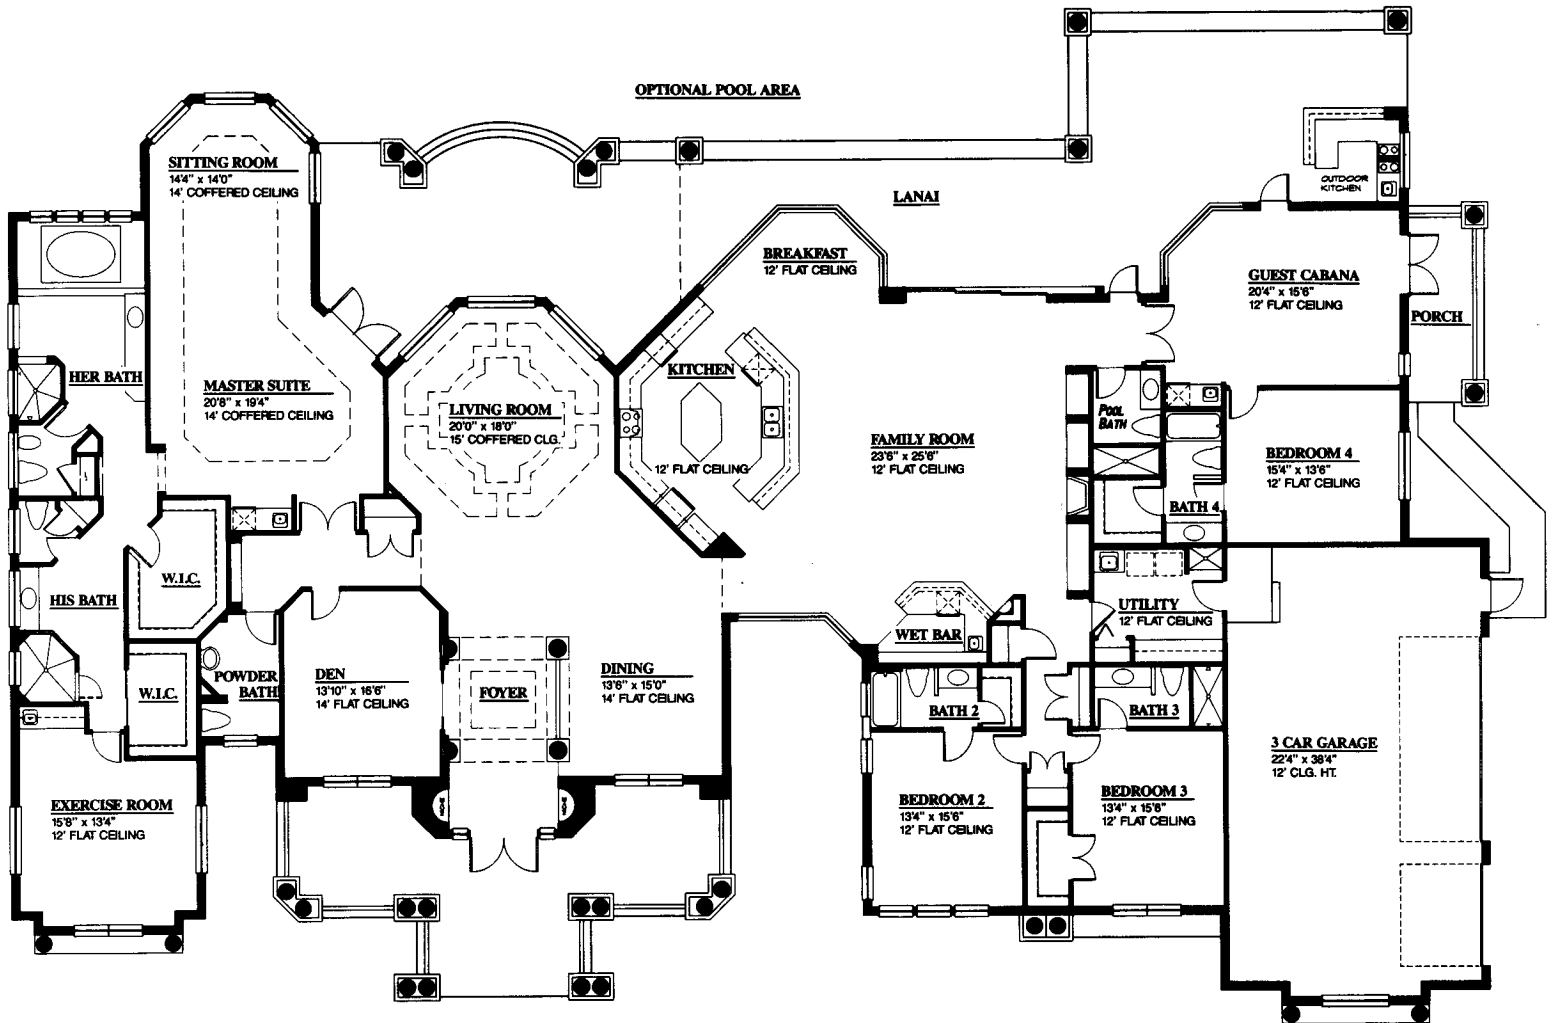 OPTIONAL POOL AREA
SITTING ROOM
14'4" x 14'0"
14' COFFERED CEILING
LANAI
OUTDOOR
KITCHEN
BREAKFAST
12' FLAT CEILING
GUEST CABANA
20'4" x 15'6"
12' FLAT CEILING
PORCH
HER BATH
MASTER SUITE
20'8" x 19'4"
14' COFFERED CEILING
LIVING ROOM
20'0" x 18'0"
15' COFFERED CLG.
KITCHEN
12' FLAT CEILING
FAMILY ROOM
23'6" x 25'6"
12' FLAT CEILING
POOL
BATH
BEDROOM 4
15'4" x 13'6"
12' FLAT CEILING
BATH 4
W.I.C.
HIS BATH
UTILITY
12' FLAT CEILING
WET BAR
POWDER
BATH
W.I.C.
DEN
13'10" x 16'6"
14' FLAT CEILING
FOYER
DINING
13'6" x 15'0"
14' FLAT CEILING
BATH 2
BATH 3
3 CAR GARAGE
22'4" x 38'4"
12' CLG. HT.
EXERCISE ROOM
15'8" x 13'4"
12' FLAT CEILING
NICHE
NICHE
BEDROOM 2
13'4" x 15'6"
12' FLAT CEILING
BEDROOM 3
13'4" x 15'6"
12' FLAT CEILING